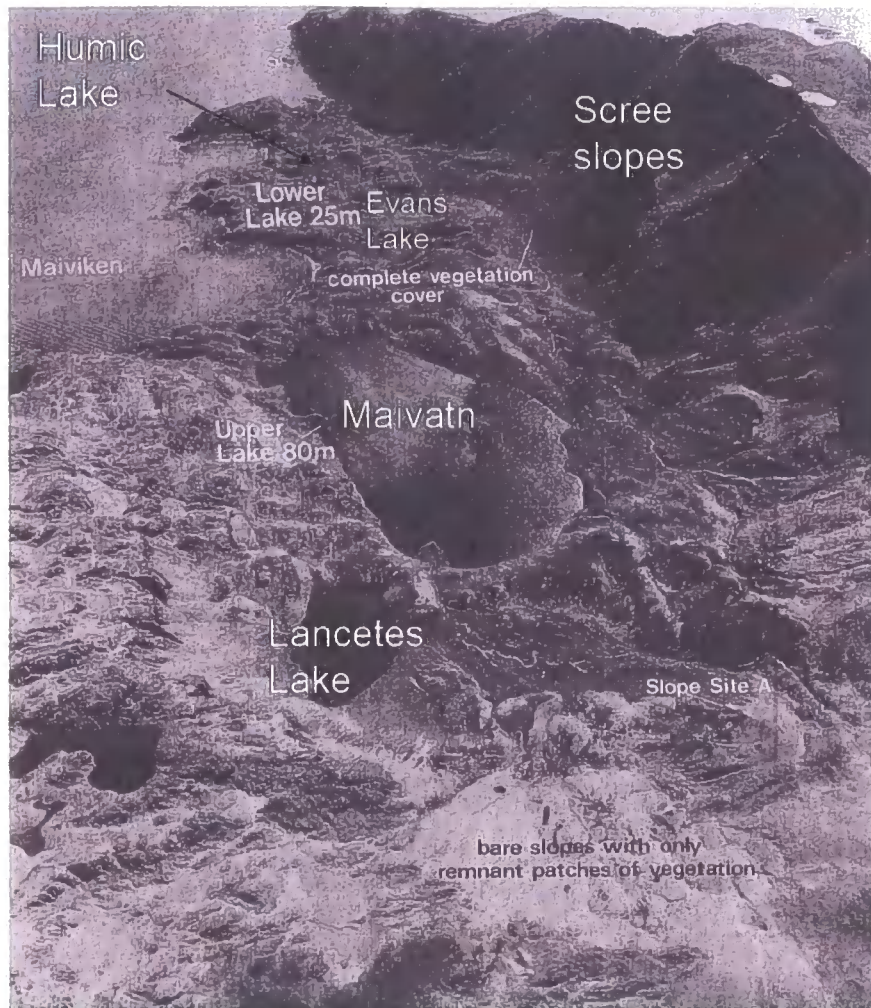 Humic
Lake
Scree
slopes
Lower
Lake 25m
Evans
Lake
Maiviken
complete vegetation
cover
Maivatn
Upper
Lake 80m
Lancetes
Lake
Slope Site A
bare slopes with only
remnant patches of vegetation